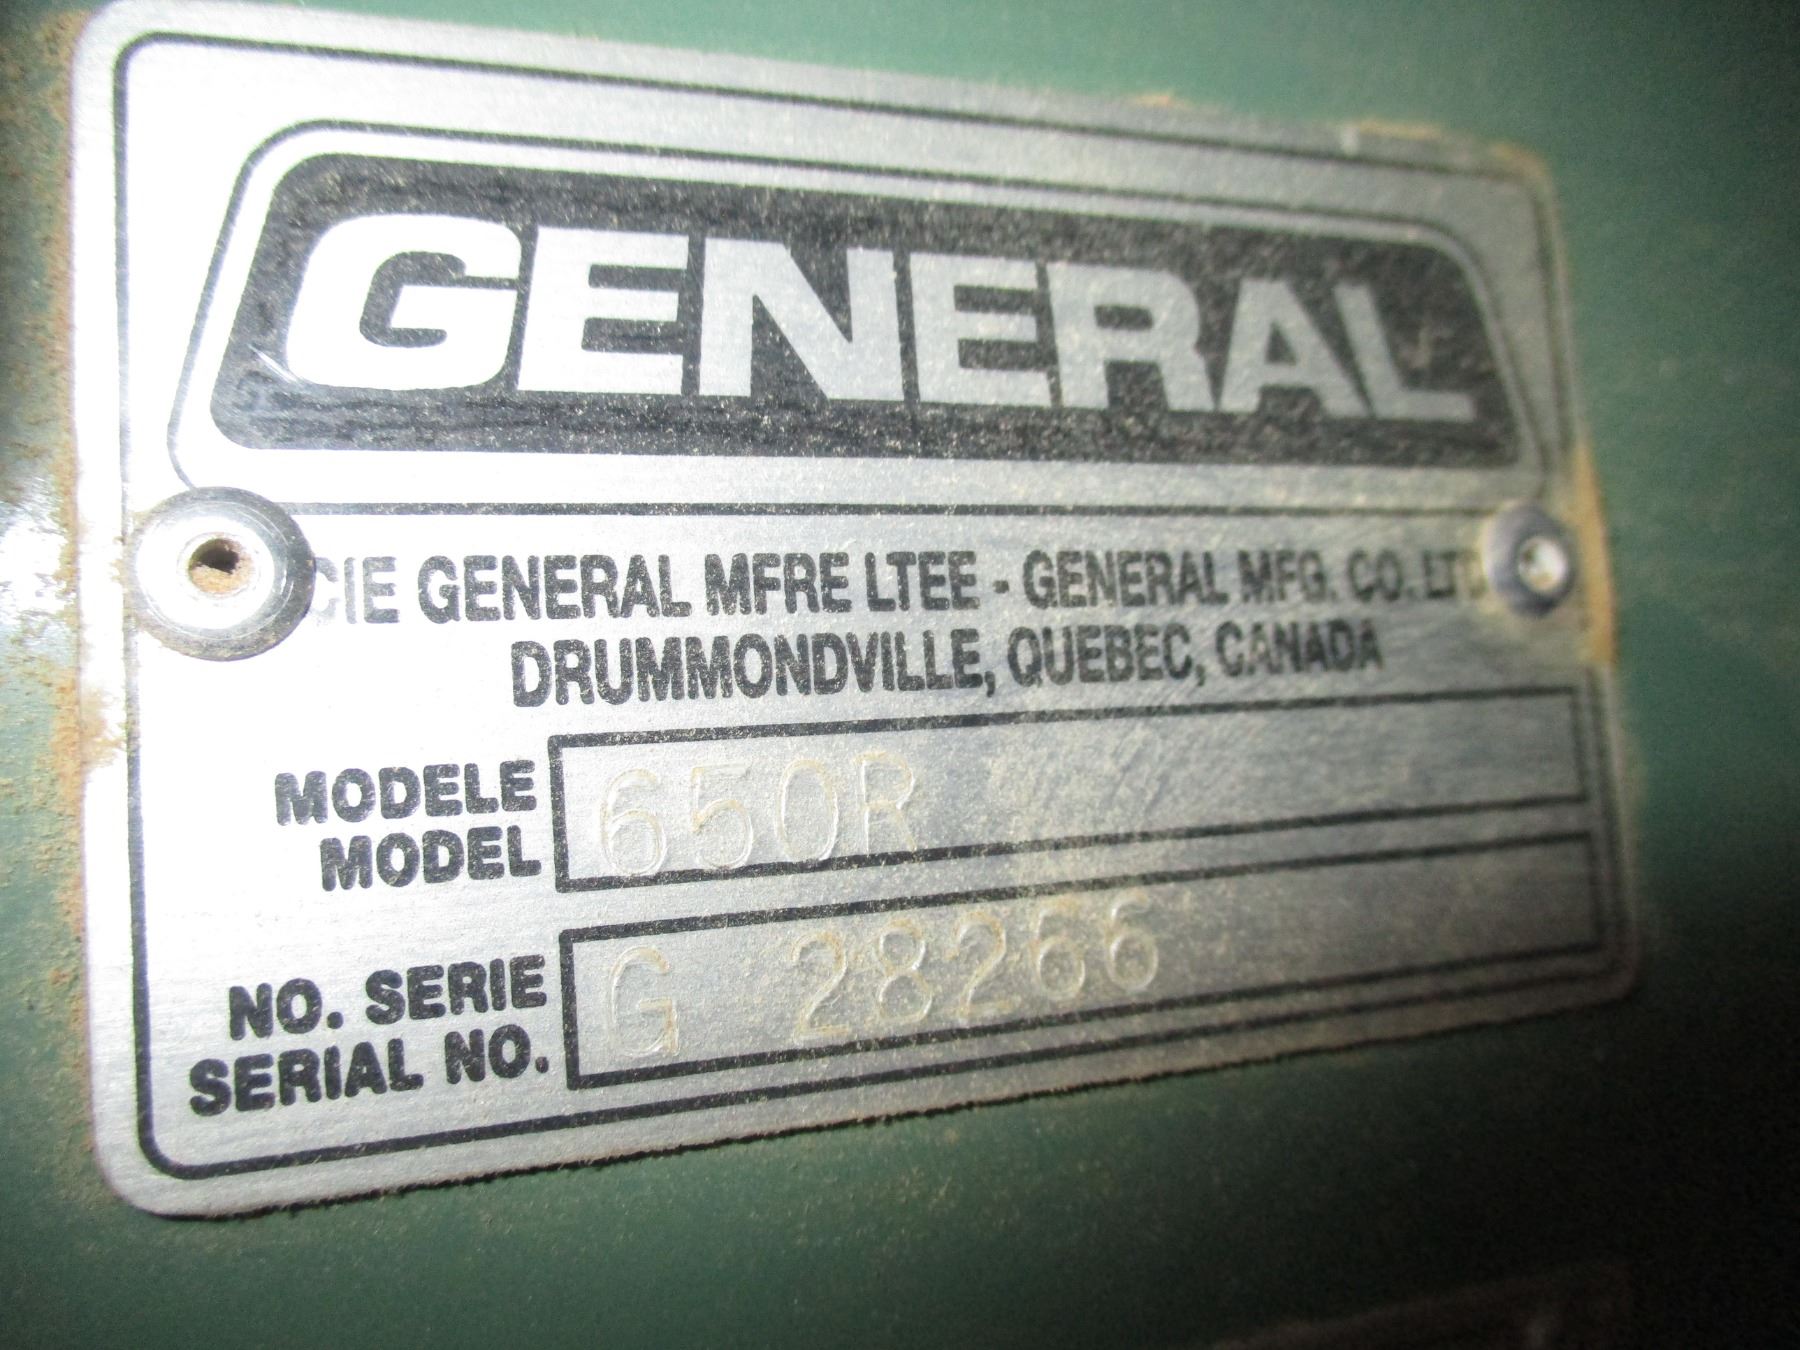 GENERAL
CIE GENERAL MFRE LTEE - GENERAL MFG. CO. LTD
DRUMMONDVILLE, QUEBEC, CANADA
MODELE 650R
MODEL
NO. SERIE G 28266
SERIAL NO.